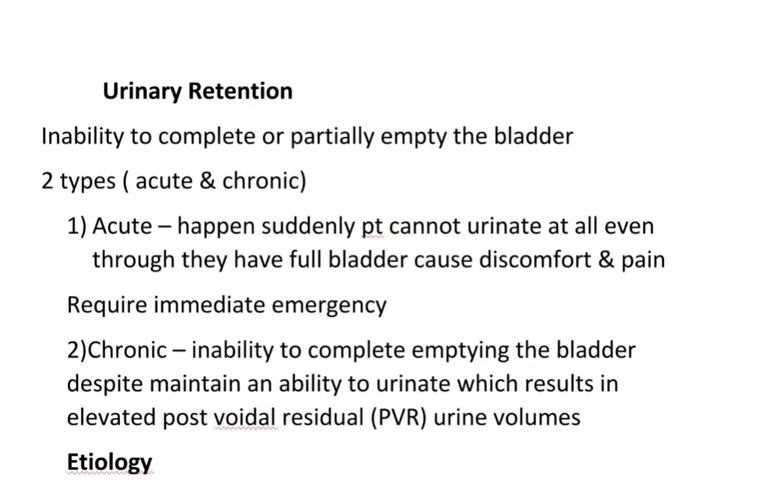 Urinary Retention
Inability to complete or partially empty the bladder
2 types ( acute & chronic)
1) Acute – happen suddenly pt cannot urinate at all even
through they have full bladder cause discomfort & pain
Require immediate emergency
2)Chronic – inability to complete emptying the bladder
despite maintain an ability to urinate which results in
elevated post voidal residual (PVR) urine volumes
Etiology